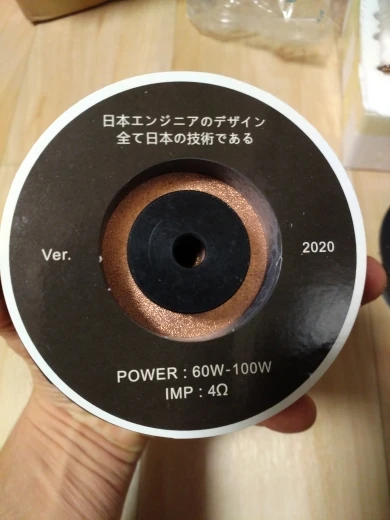 日本エンジニアのデザイン
全て日本の技術である
Ver. 2020
POWER : 60W-100W
IMP : 4Ω